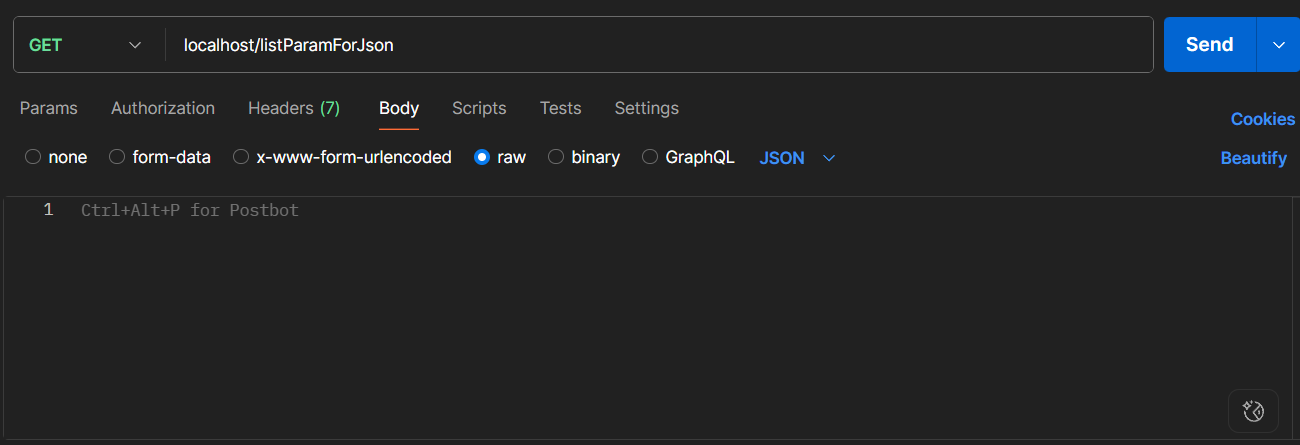 GET localhost/listParamForJson Send
Params Authorization Headers (7) Body Scripts Tests Settings Cookies
none form-data x-www-form-urlencoded raw binary GraphQL JSON Beautify
1 Ctrl+Alt+P for Postbot